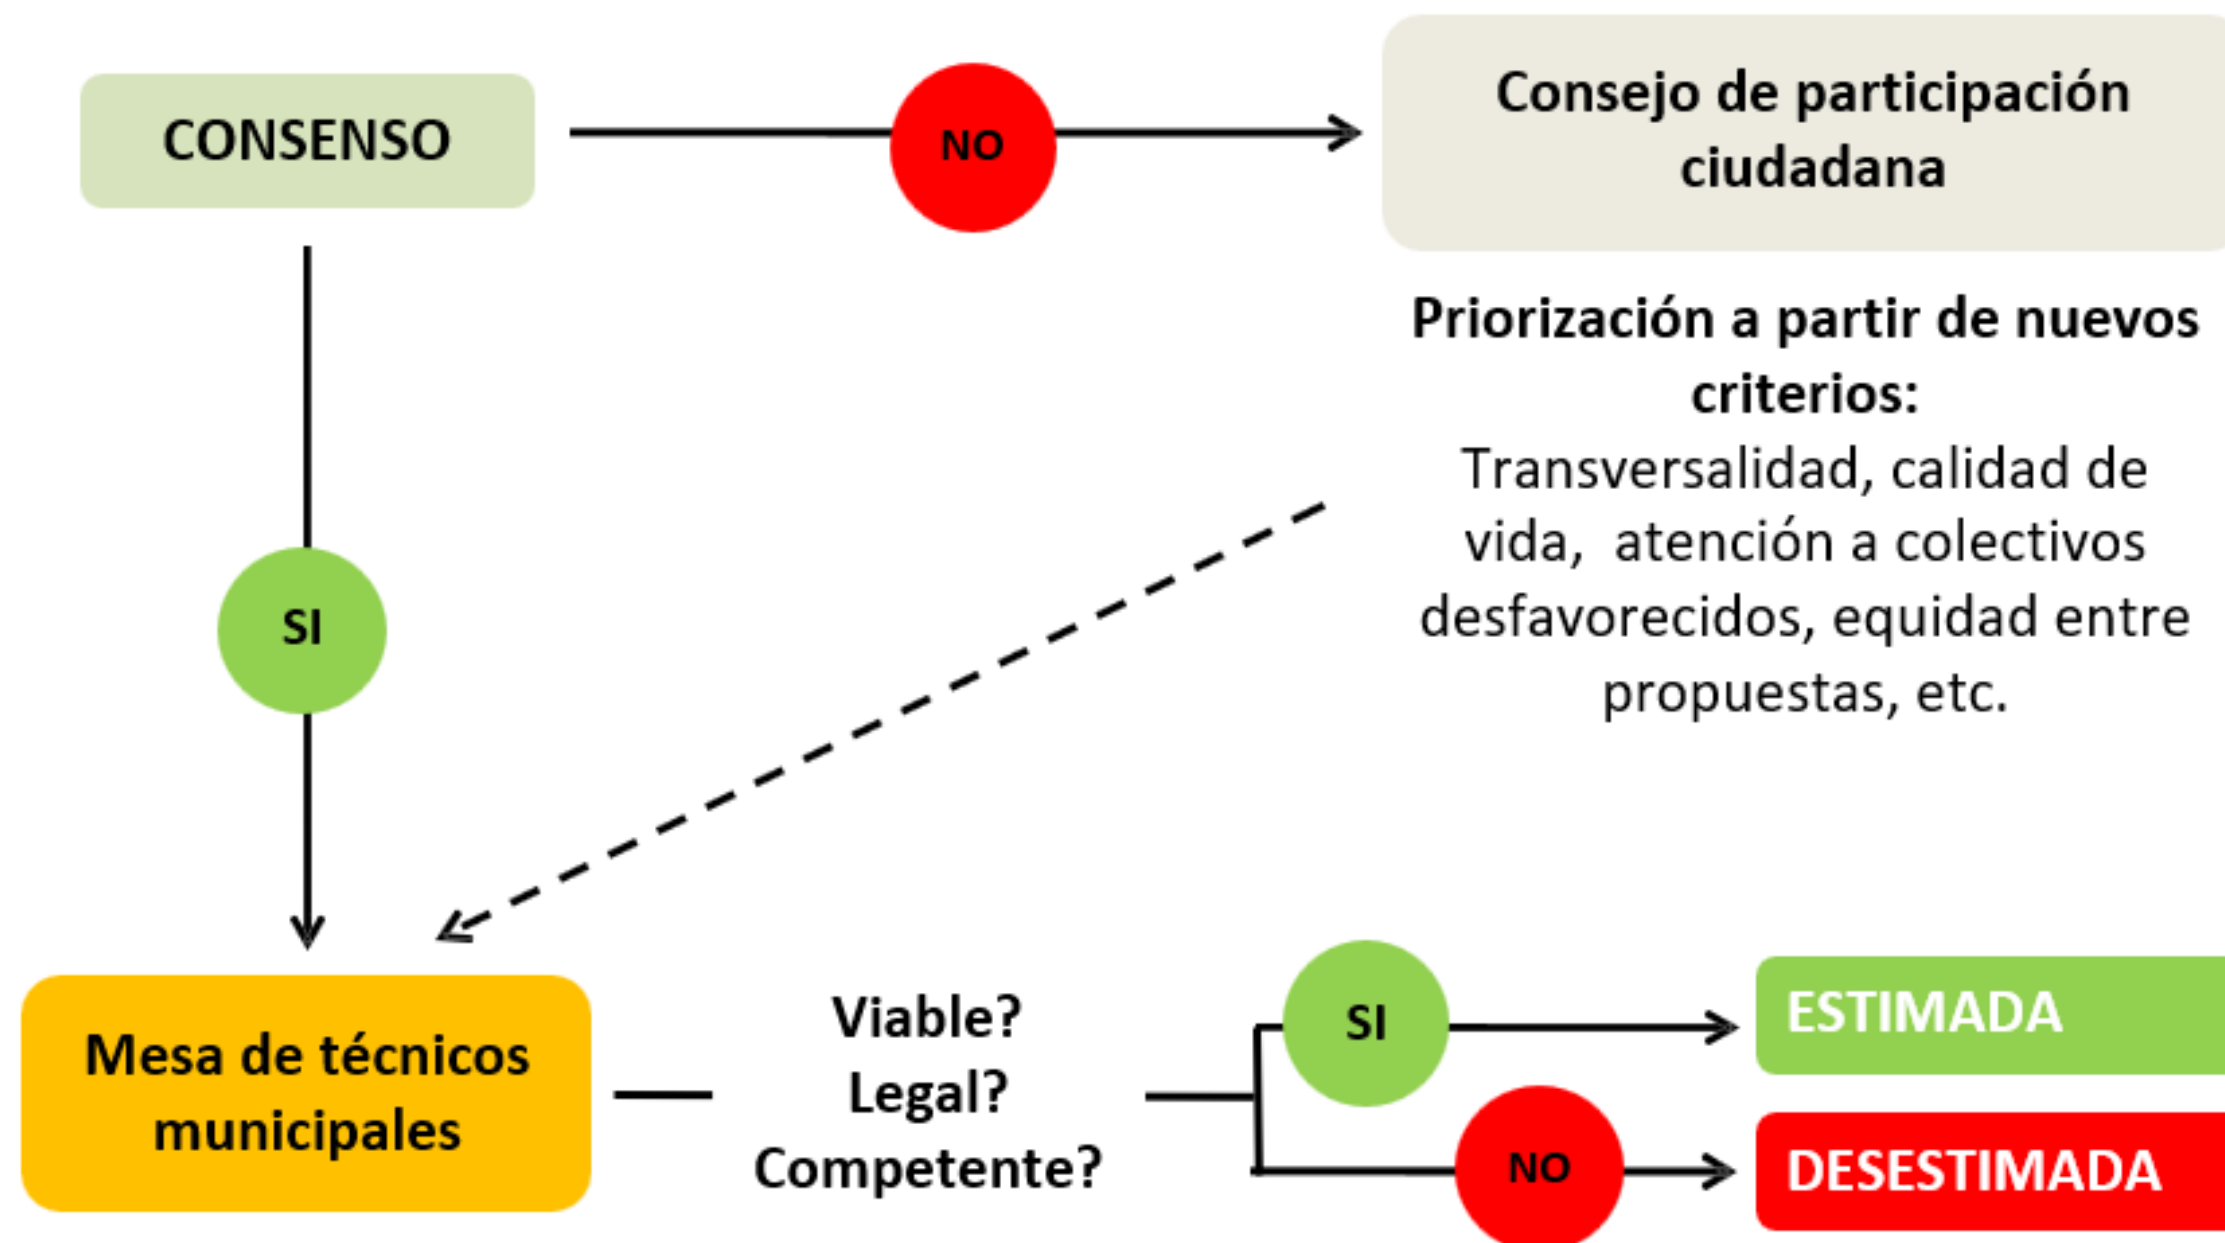 CONSENSO
NO
Consejo de participación
ciudadana
Priorización a partir de nuevos
criterios:
Transversalidad, calidad de
vida,  atención a colectivos
desfavorecidos, equidad entre
propuestas, etc.
SI
Mesa de técnicos
municipales
Viable?
Legal?
Competente?
SI
ESTIMADA
NO
DESESTIMADA